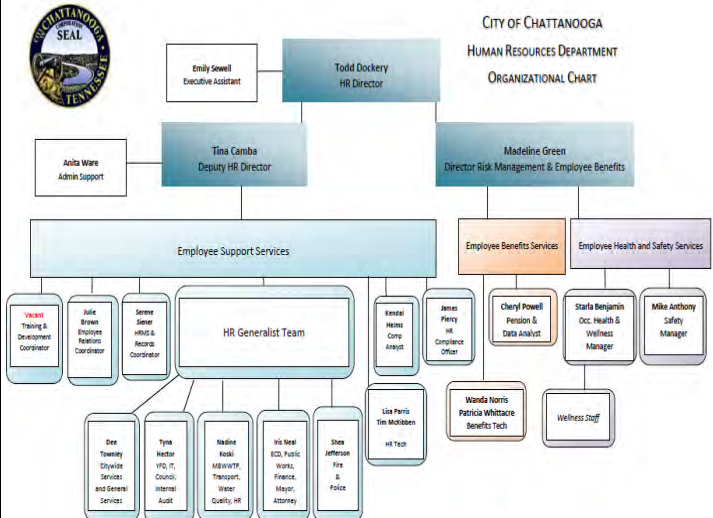 CITY OF CHATTANOOGA
HUMAN RESOURCES DEPARTMENT
ORGANIZATIONAL CHART
CITY OF CHATTANOOGA
CORPORATION
SEAL
TENNESSEE
Emily Sewell
Executive Assistant
Todd Dockery
HR Director
Anita Ware
Admin Support
Tina Camba
Deputy HR Director
Madeline Green
Director Risk Management & Employee Benefits
Employee Support Services
Employee Benefits Services
Employee Health and Safety Services
Vacant
Training &
Development
Coordinator
Julie
Brown
Employee
Relations
Coordinator
Serene
Siener
HRMS &
Records
Coordinator
HR Generalist Team
Kendal
Helms
Comp
Analyst
James
Piercy
HR
Compliance
Officer
Cheryl Powell
Pension &
Data Analyst
Starla Benjamin
Occ. Health &
Wellness
Manager
Mike Anthony
Safety
Manager
Lisa Parris
Tim McKibben
HR Tech
Wanda Norris
Patricia Whittacre
Benefits Tech
Wellness Staff
Dee
Townley
Citywide
Services
and General
Services
Tyna
Hector
YFD, IT,
Council,
Internal
Audit
Nadine
Koski
MBWWTP,
Transport,
Water
Quality, HR
Iris Neal
ECD, Public
Works,
Finance,
Mayor,
Attorney
Shea
Jefferson
Fire
&
Police